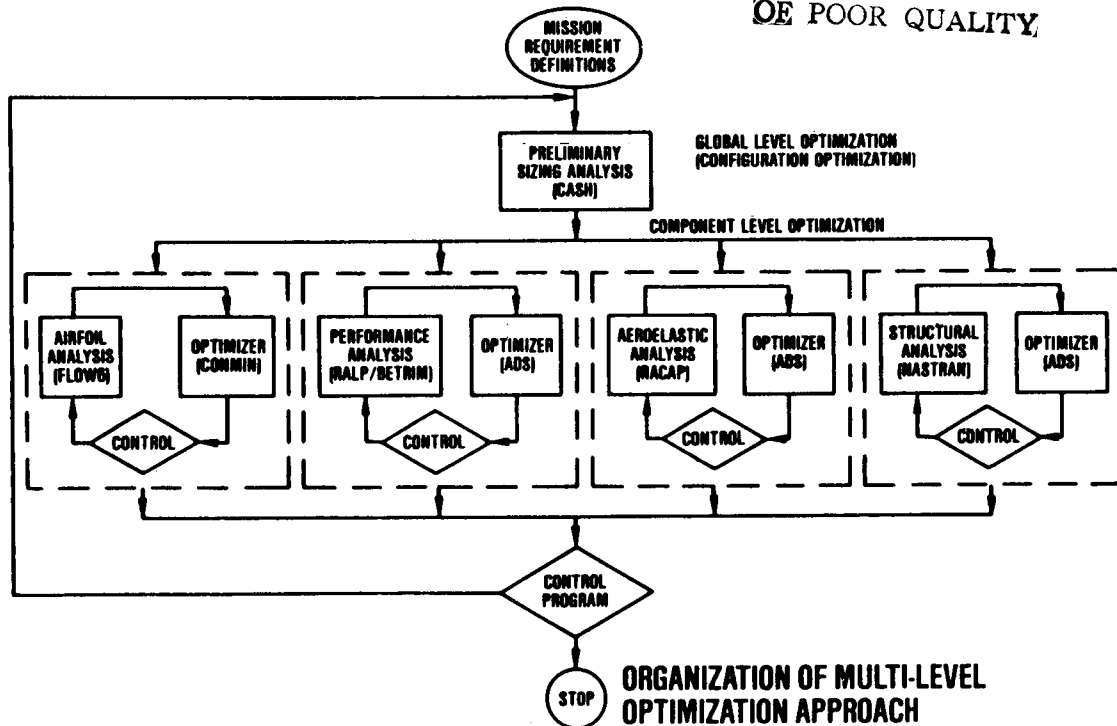 OF POOR QUALITY
MISSION
REQUIREMENT
DEFINITIONS
PRELIMINARY
SIZING ANALYSIS
(CASH)
GLOBAL LEVEL OPTIMIZATION
(CONFIGURATION OPTIMIZATION)
COMPONENT LEVEL OPTIMIZATION
AIRFOIL
ANALYSIS
(FLOW6)
OPTIMIZER
(CONMIN)
CONTROL
PERFORMANCE
ANALYSIS
(RALP/BETRIM)
OPTIMIZER
(ADS)
CONTROL
AEROELASTIC
ANALYSIS
(RACAP)
OPTIMIZER
(ADS)
CONTROL
STRUCTURAL
ANALYSIS
(NASTRAN)
OPTIMIZER
(ADS)
CONTROL
CONTROL
PROGRAM
STOP
ORGANIZATION OF MULTI-LEVEL
OPTIMIZATION APPROACH